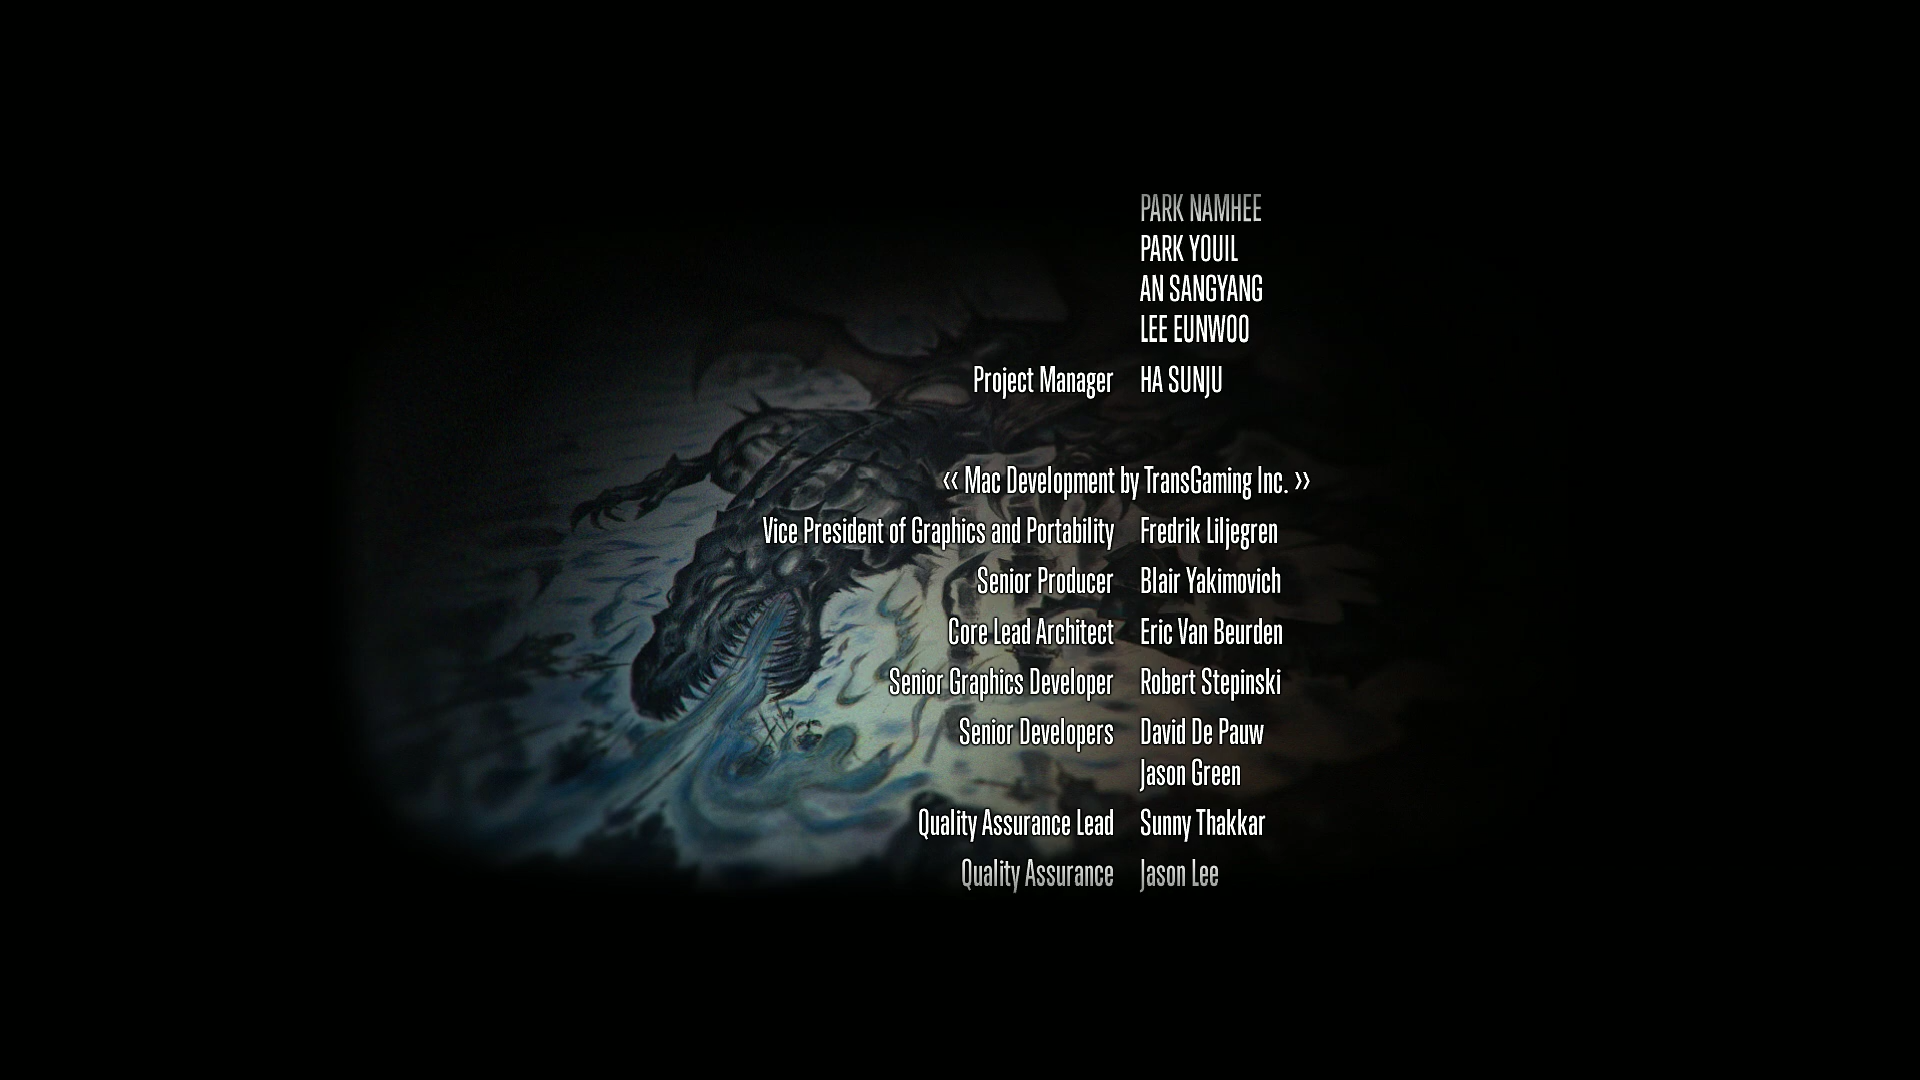 PARK NAMHEE
PARK YOUIL
AN SANGYANG
LEE EUNWOO
Project Manager HA SUNJU
« Mac Development by TransGaming Inc. »
Vice President of Graphics and Portability Fredrik Liljegren
Senior Producer Blair Yakimovich
Core Lead Architect Eric Van Beurden
Senior Graphics Developer Robert Stepinski
Senior Developers David De Pauw
Jason Green
Quality Assurance Lead Sunny Thakkar
Quality Assurance Jason Lee